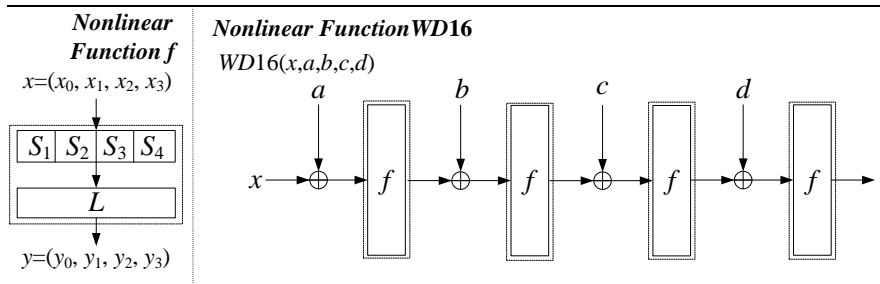 Nonlinear
Function f
x=(x₀, x₁, x₂, x₃)
S₁ S₂ S₃ S₄
L
y=(y₀, y₁, y₂, y₃)
Nonlinear FunctionWD16
WD16(x,a,b,c,d)
a b c d
x f f f f